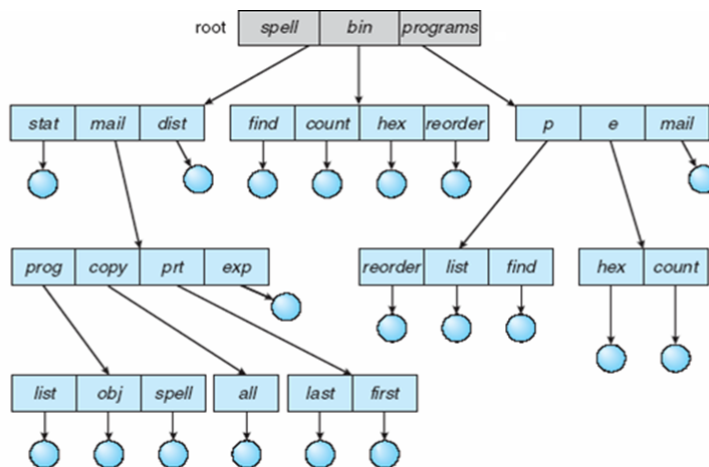 root spell bin programs
stat mail dist find count hex reorder p e mail
prog copy prt exp reorder list find hex count
list obj spell all last first